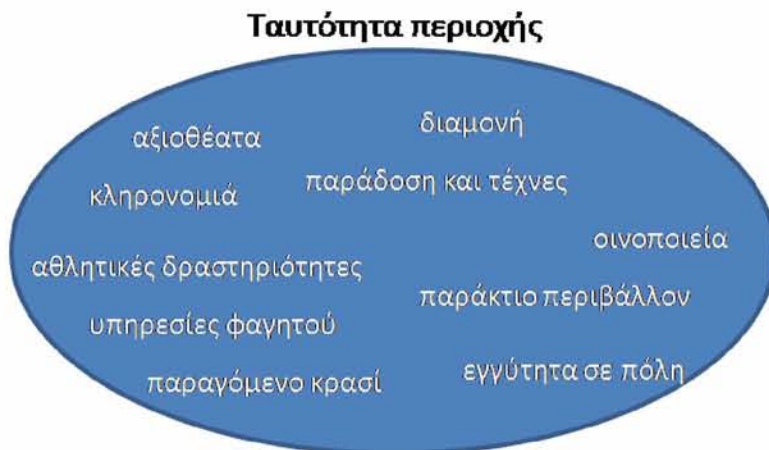 Ταυτότητα περιοχής
διαμονή
αξιοθέατα
παράδοση και τέχνες
κληρονομιά
οινοποιεία
αθλητικές δραστηριότητες
παράκτιο περιβάλλον
υπηρεσίες φαγητού
εγγύτητα σε πόλη
παραγόμενο κρασί